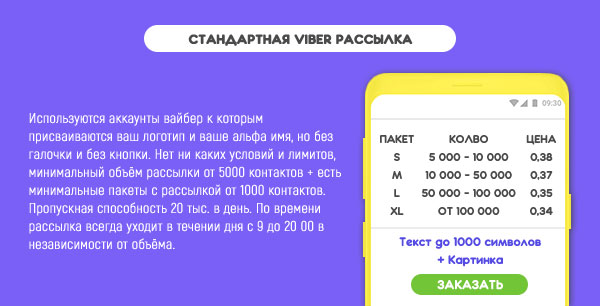 СТАНДАРТНАЯ VIBER РАССЫЛКА
Используются аккаунты вайбер к которым
присваиваются ваш логотип и ваше альфа имя, но без
галочки и без кнопки. Нет ни каких условий и лимитов,
минимальный объём рассылки от 5000 контактов + есть
минимальные пакеты с рассылкой от 1000 контактов.
Пропускная способность 20 тыс. в день. По времени
рассылка всегда уходит в течении дня с 9 до 20 00 в
независимости от объёма.
09:30
ПАКЕТ КОЛВО ЦЕНА
S 5 000 - 10 000 0,38
M 10 000 - 50 000 0,37
L 50 000 - 100 000 0,35
XL ОТ 100 000 0,34
Текст до 1000 символов
+ Картинка
ЗАКАЗАТЬ